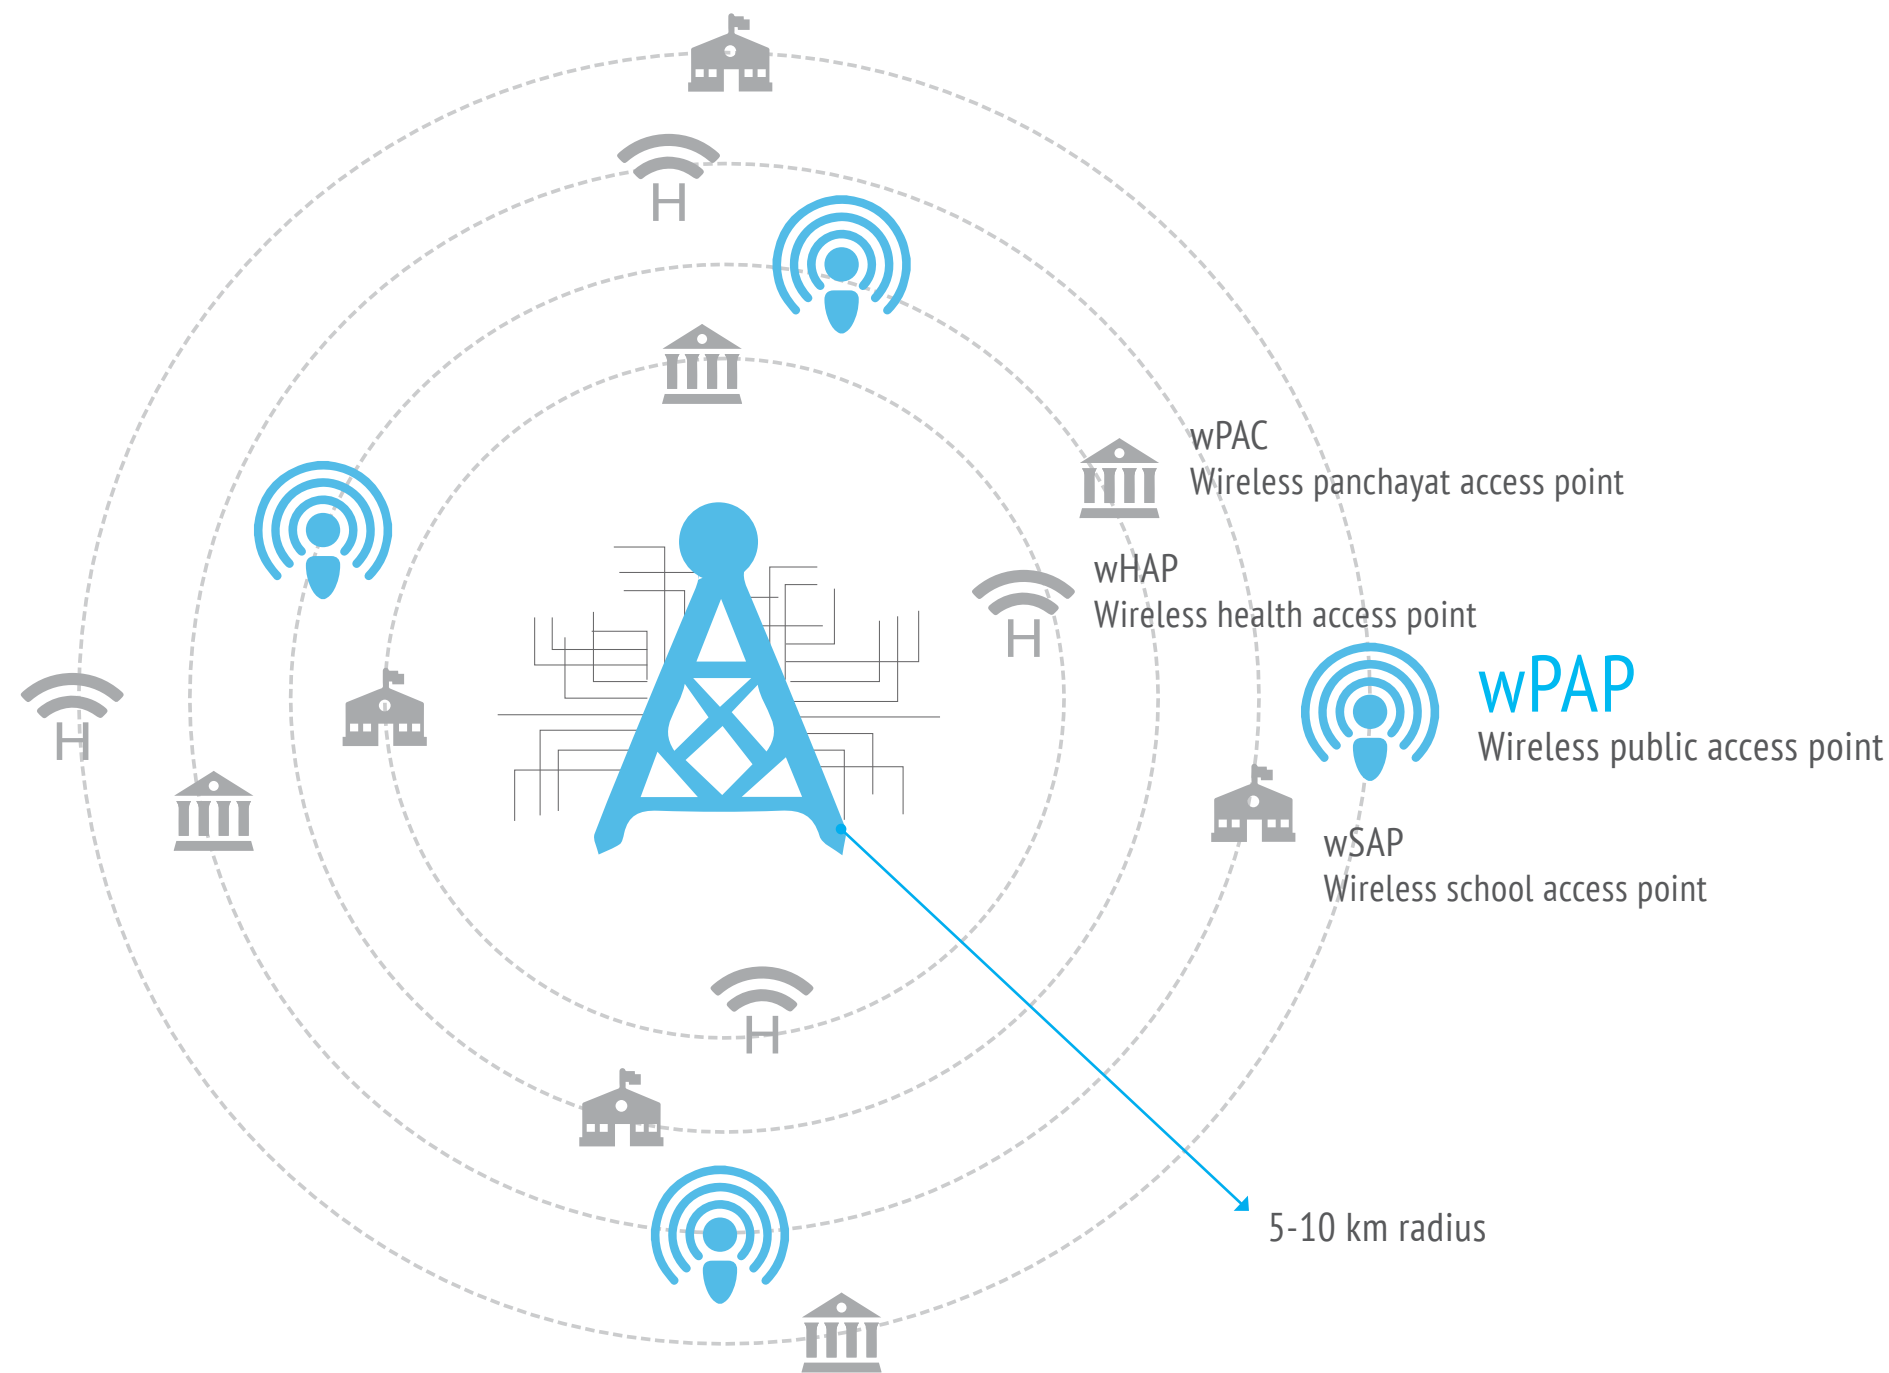 H
wPAC
Wireless panchayat access point
wHAP
Wireless health access point
H
wPAP
Wireless public access point
H
wSAP
Wireless school access point
H
5-10 km radius